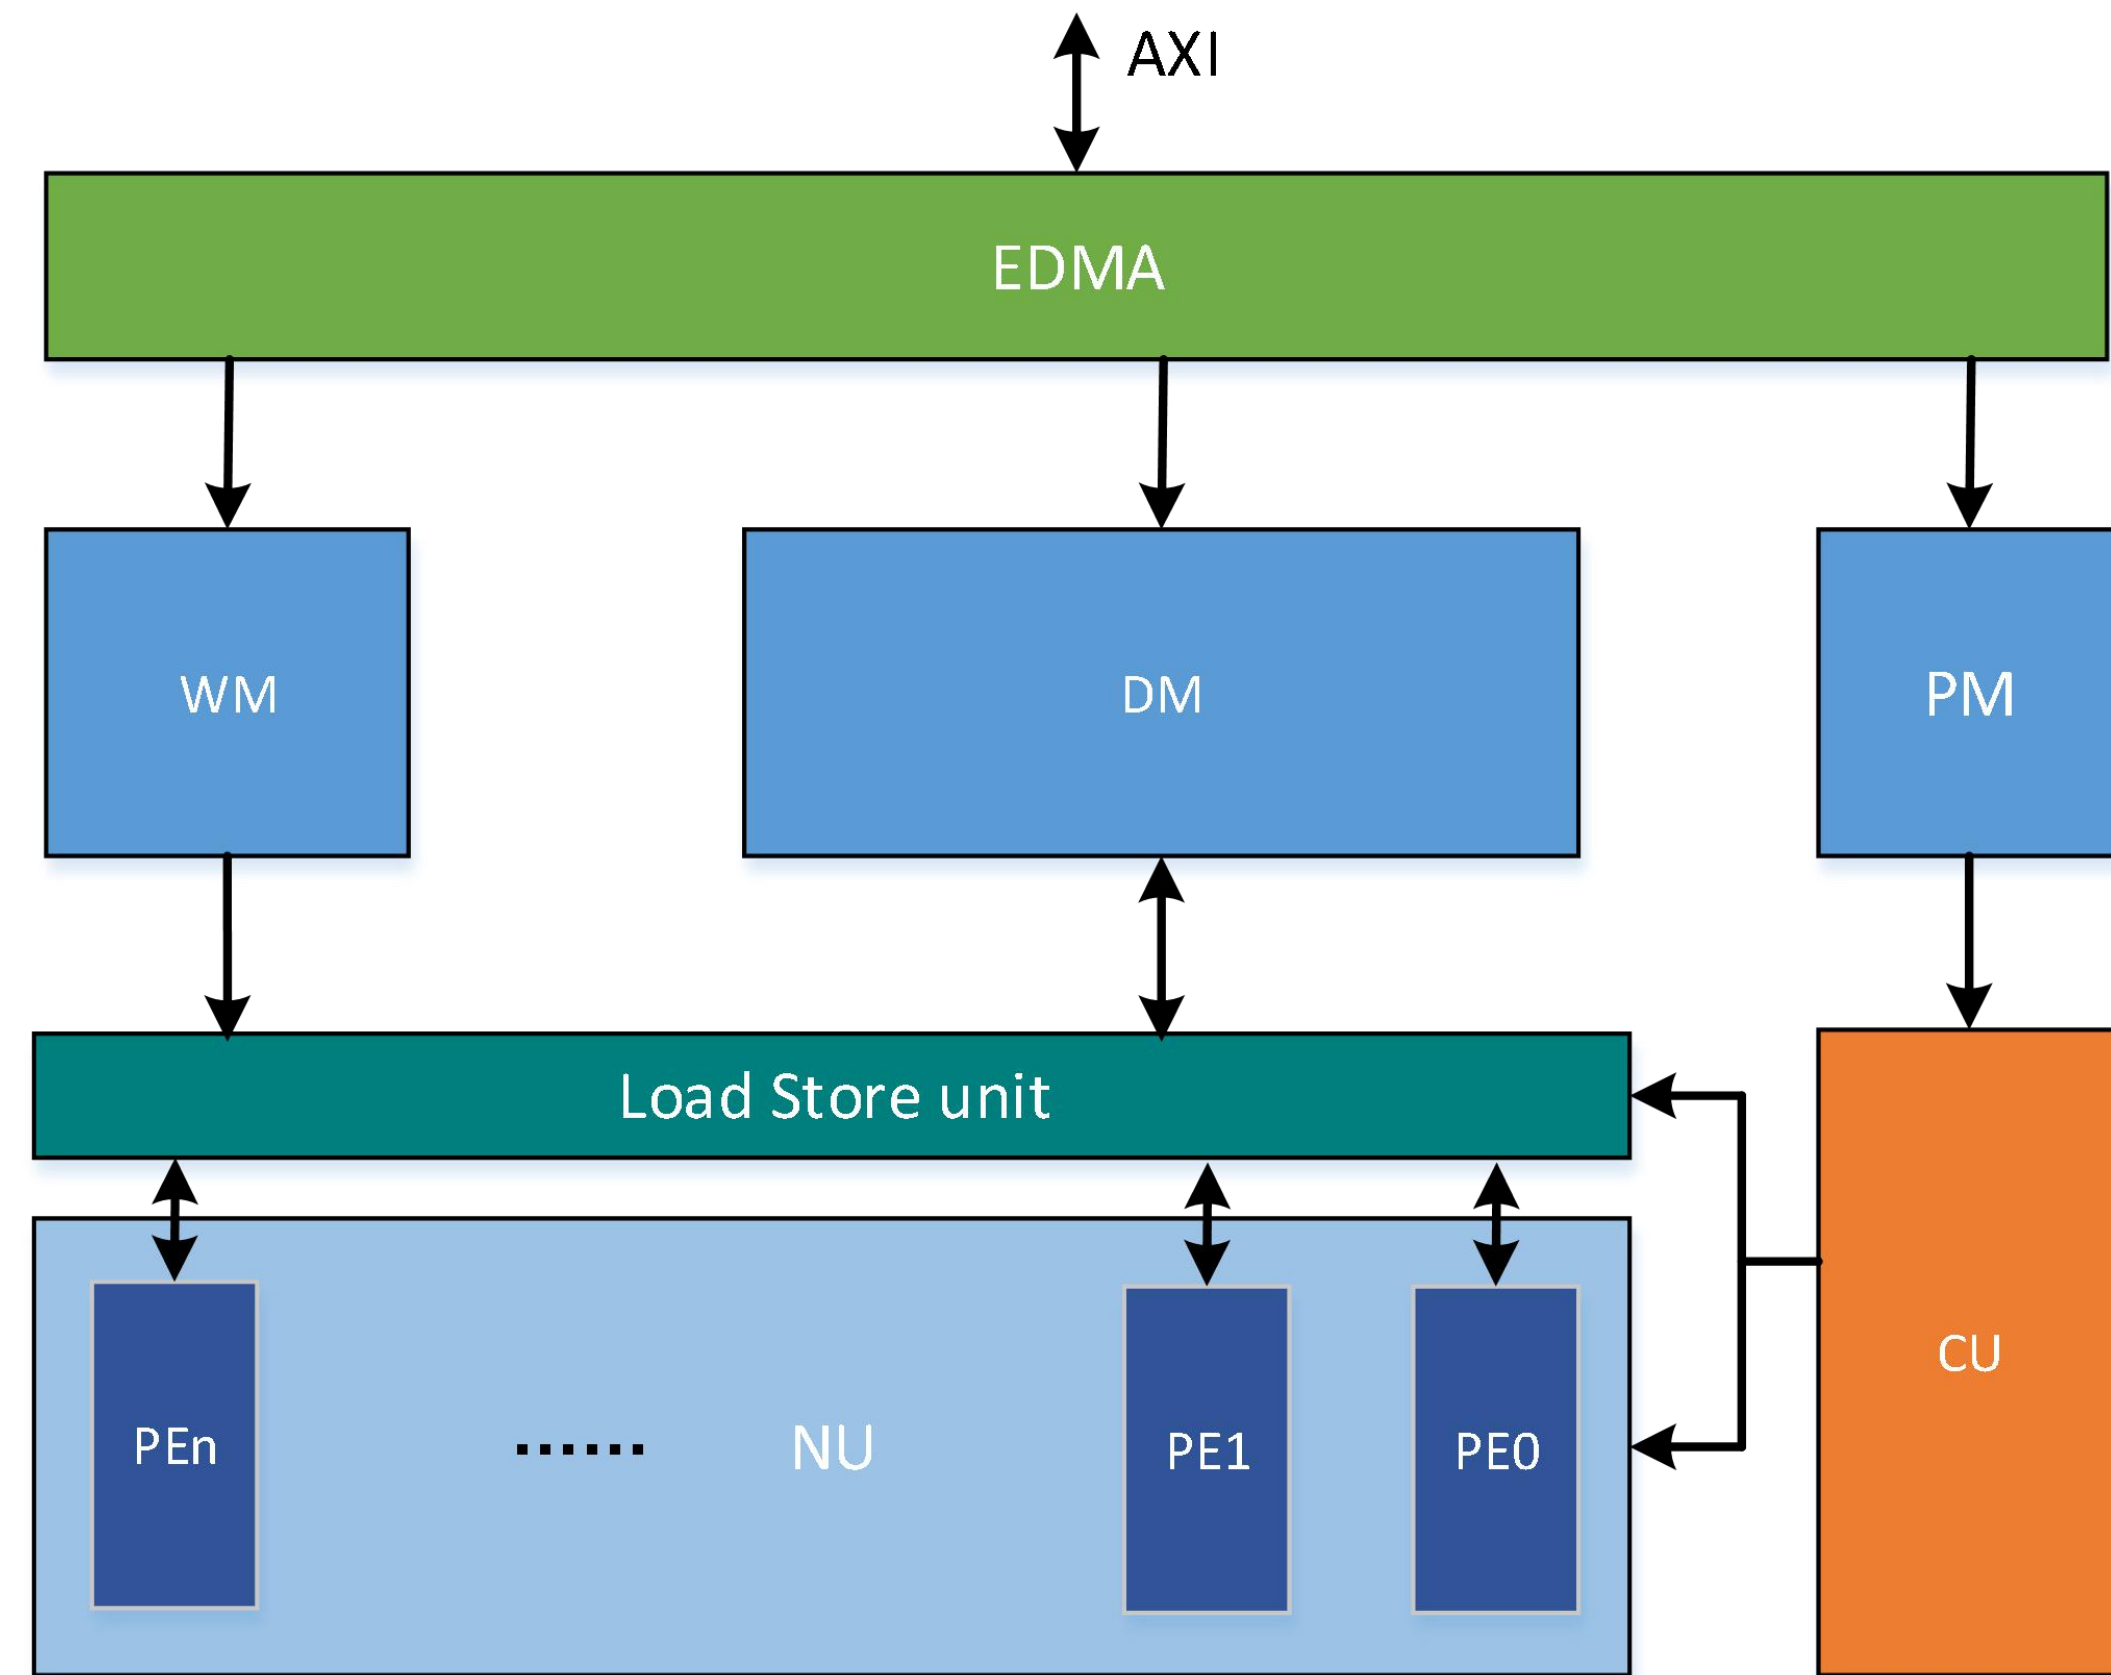 AXI
EDMA
WM
DM
PM
Load Store unit
PEn
...... NU
PE1
PE0
CU